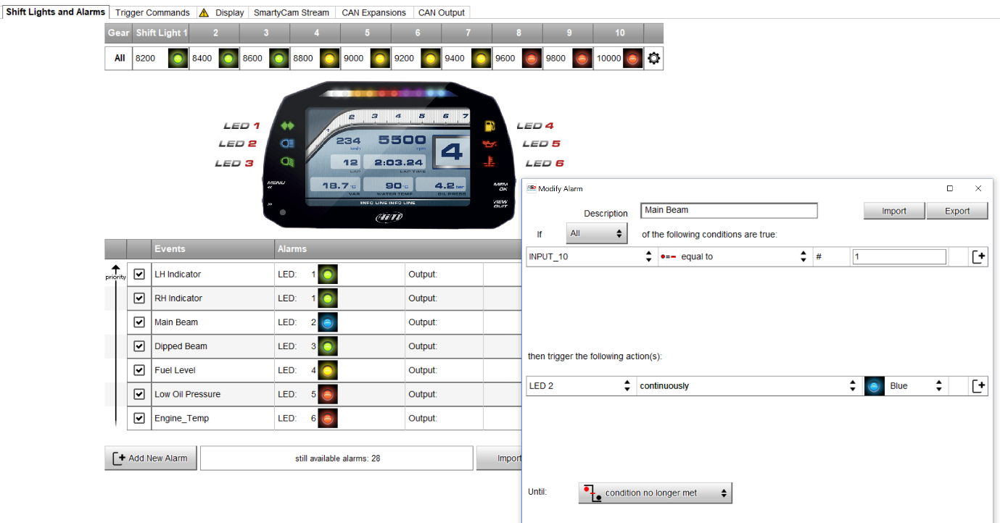 Shift Lights and Alarms Trigger Commands Display SmartyCam Stream CAN Expansions CAN Output
Gear Shift Light 1 2 3 4 5 6 7 8 9 10
All 8200 8400 8600 8800 9000 9200 9400 9600 9800 10000
LED 1
LED 2
LED 3
LED 4
LED 5
LED 6
1 2 3 4 5 6 7
234 5500 4
km/h rpm
12 2:03.24
LAP LAP TIME
18.7 °C 90 °C 4.2 bar
VAR WATER TEMP OIL PRESS
INFO LINE INFO LINE
MENU
<<
>>
MEM
OK
VIEW
QUIT
AiM
Events Alarms
priority
LH Indicator LED: 1 Output:
RH Indicator LED: 1 Output:
Main Beam LED: 2 Output:
Dipped Beam LED: 3 Output:
Fuel Level LED: 4 Output:
Low Oil Pressure LED: 5 Output:
Engine_Temp LED: 6 Output:
Add New Alarm still available alarms: 28 Import
Modify Alarm
Description Main Beam Import Export
If All of the following conditions are true:
INPUT_10 equal to # 1
then trigger the following action(s):
LED 2 continuously Blue
Until: condition no longer met